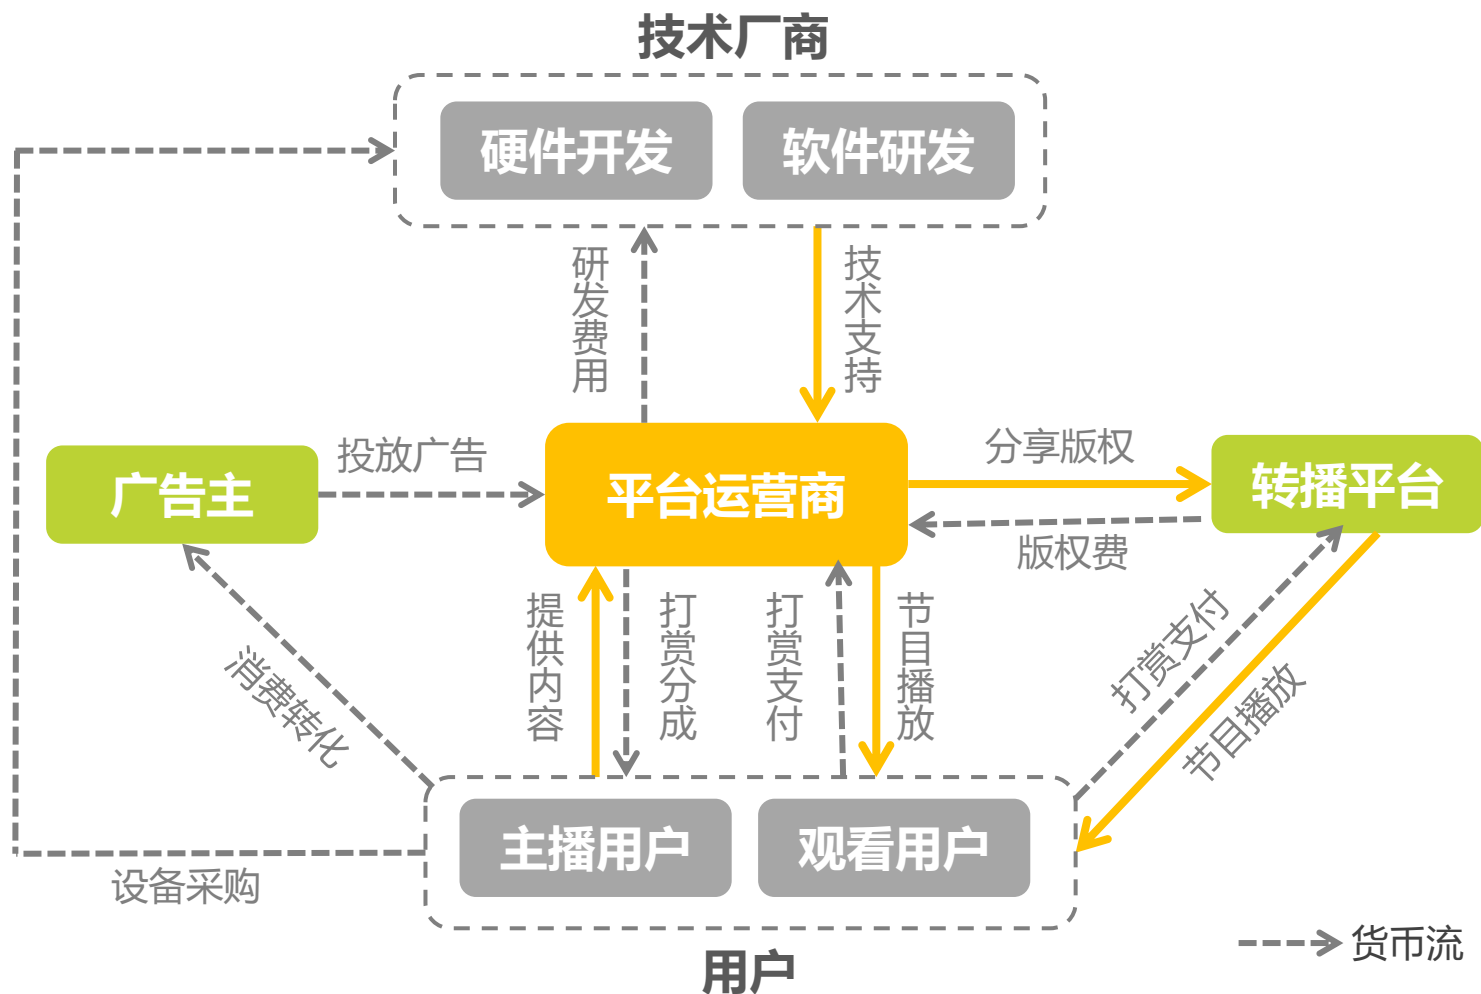 技术厂商
硬件开发
软件研发
研发费用
技术支持
广告主
投放广告
平台运营商
分享版权
版权费
转播平台
提供内容
打赏分成
打赏支付
节目播放
消费转化
打赏支付
节目播放
设备采购
主播用户
观看用户
用户
货币流